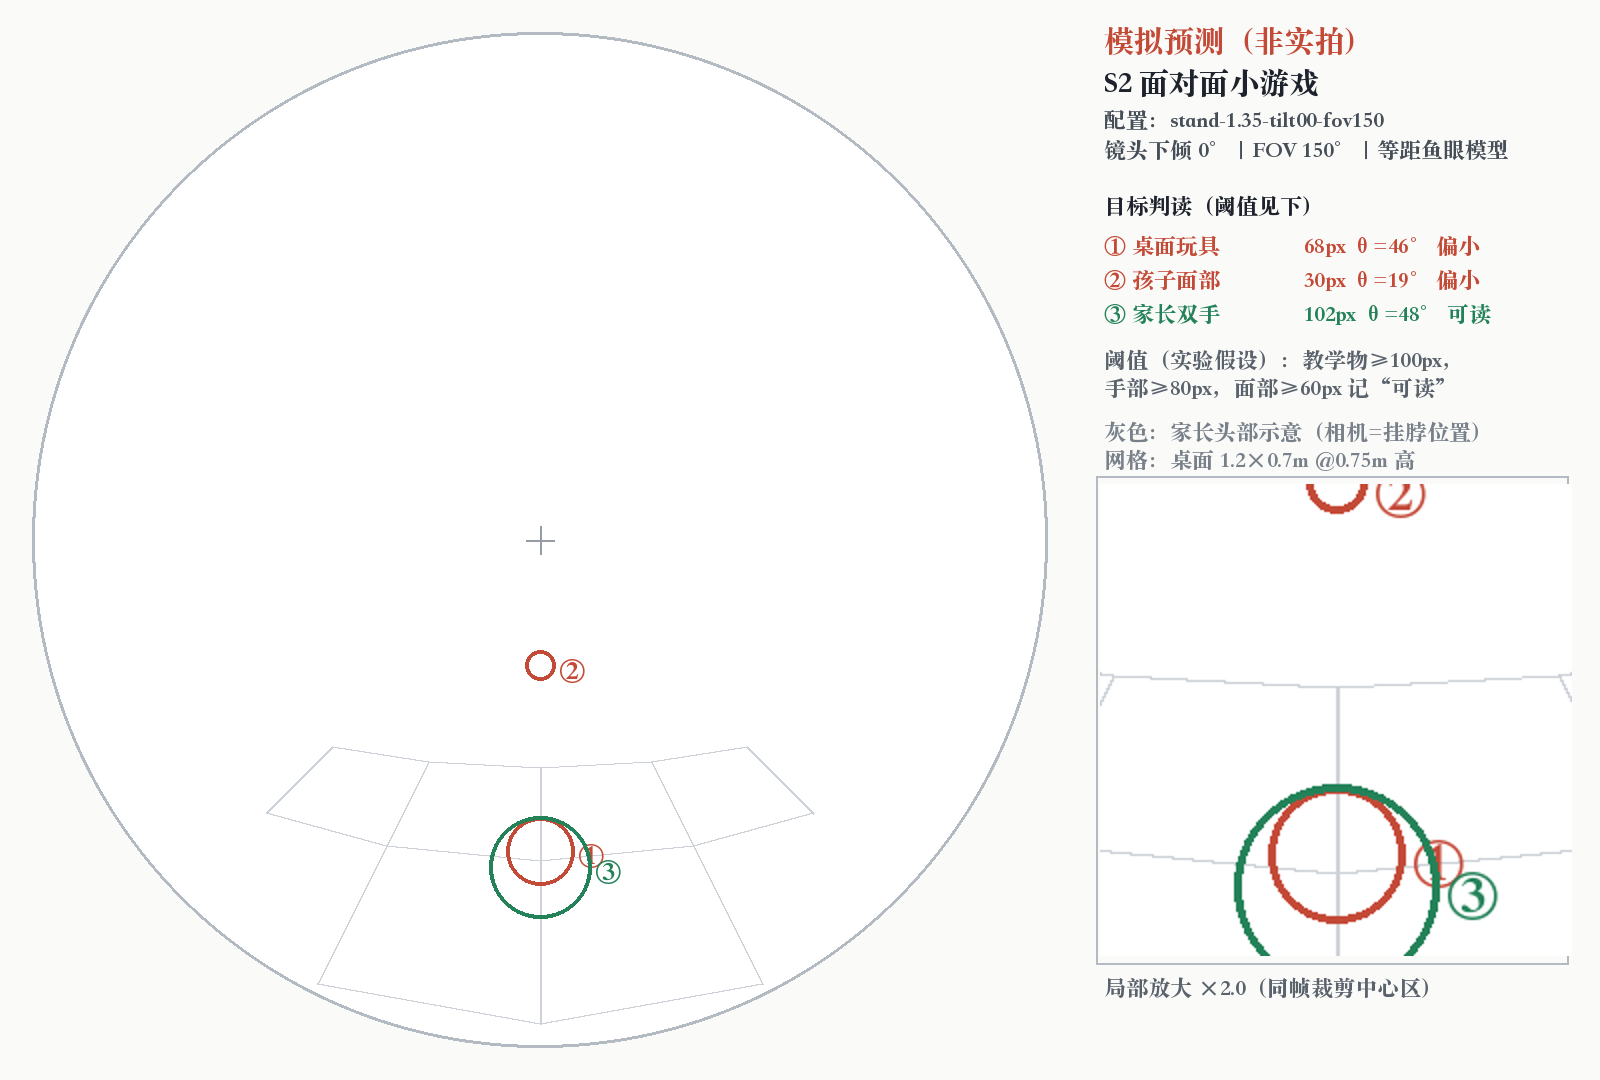 模拟预测（非实拍）
S2 面对面小游戏
配置：stand-1.35-tilt00-fov150
镜头下倾 0° ｜FOV 150° ｜等距鱼眼模型
目标判读（阈值见下）
① 桌面玩具 68px θ=46° 偏小
② 孩子面部 30px θ=19° 偏小
③ 家长双手 102px θ=48° 可读
阈值（实验假设）：教学物≥100px，
手部≥80px，面部≥60px 记“可读”
灰色：家长头部示意（相机=挂脖位置）
网格：桌面 1.2×0.7m @0.75m 高
②
①
③
②
①
③
局部放大 ×2.0（同帧裁剪中心区）